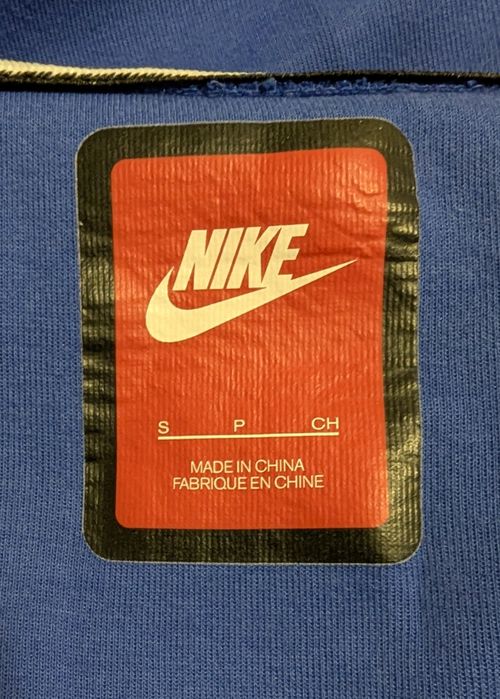 NIKE
S P CH
MADE IN CHINA
FABRIQUE EN CHINE